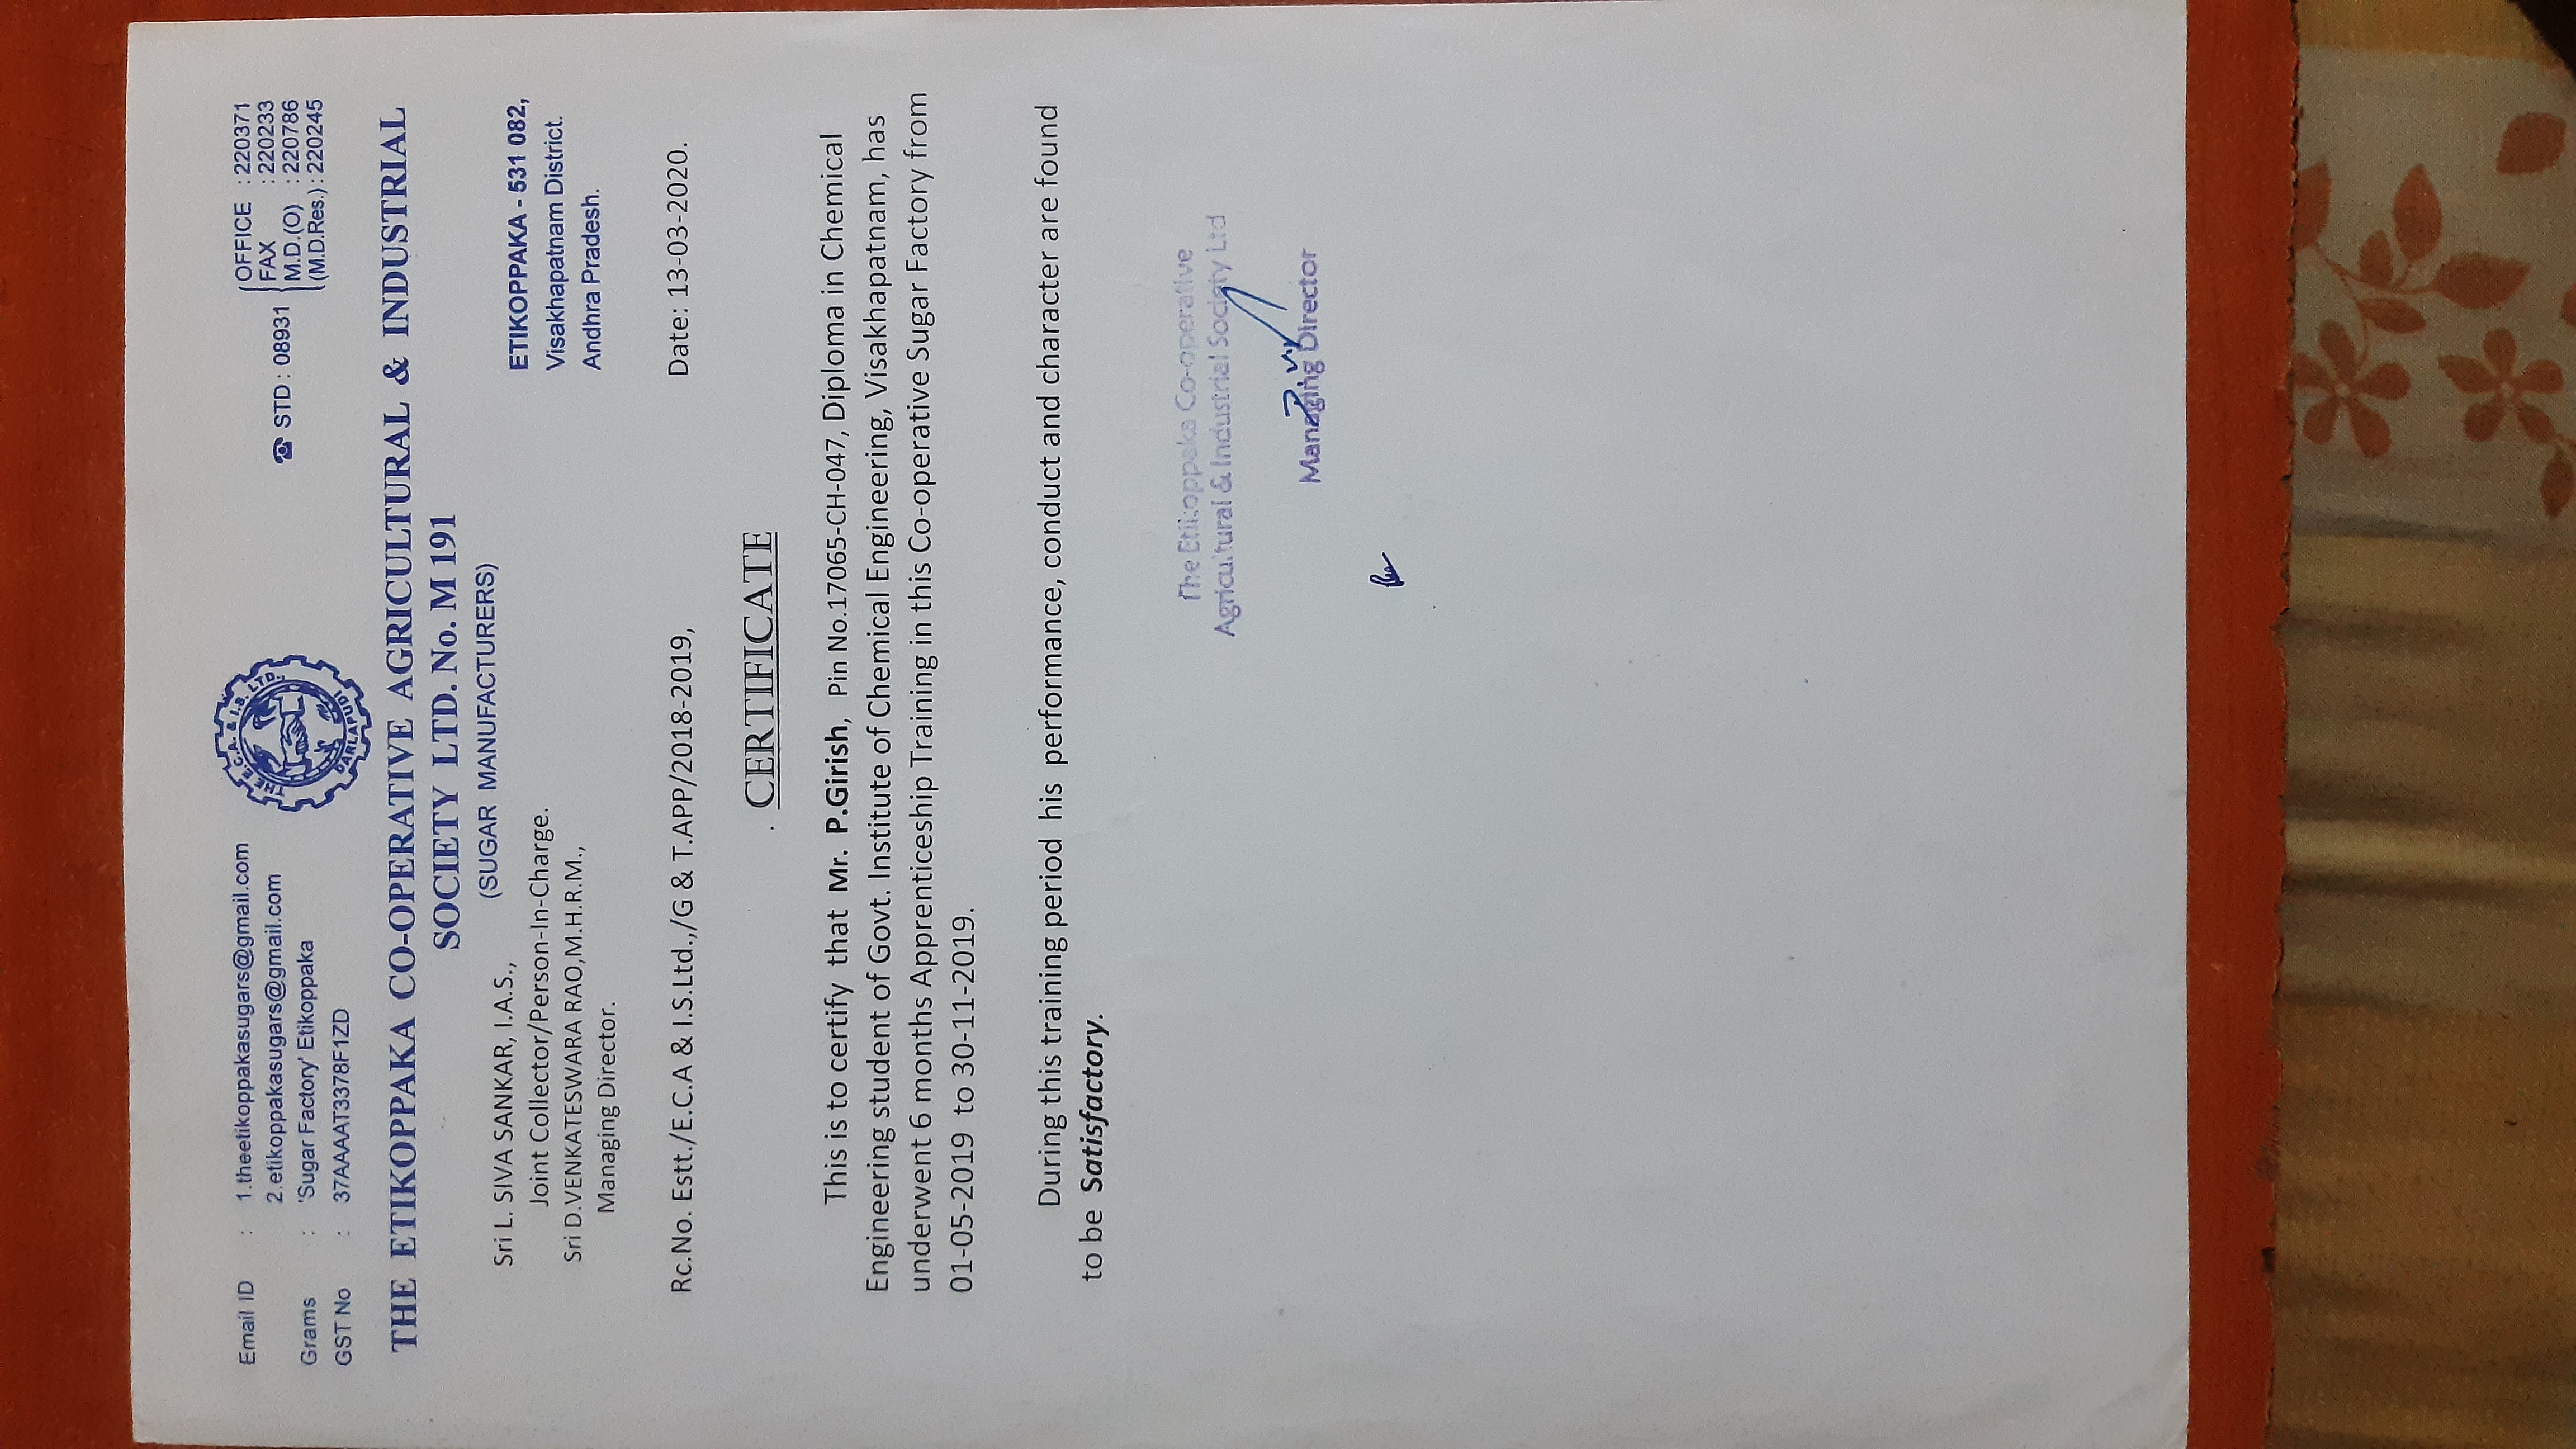 Email ID : 1.theetikoppakasugars@gmail.com
2.etikoppakasugars@gmail.com
Grams : 'Sugar Factory' Etikoppaka
GST No : 37AAAAT3378F1ZD
THE E.C.A. & I.S. LTD.,
DARLAPUDI
☎ STD : 08931
OFFICE : 220371
FAX : 220233
M.D.(O) : 220786
(M.D.Res.) : 220245
THE ETIKOPPAKA CO-OPERATIVE AGRICULTURAL & INDUSTRIAL
SOCIETY LTD. No. M 191
(SUGAR MANUFACTURERS)
Sri L. SIVA SANKAR, I.A.S.,
Joint Collector/Person-In-Charge.
Sri D.VENKATESWARA RAO,M.H.R.M.,
Managing Director.
ETIKOPPAKA - 531 082,
Visakhapatnam District.
Andhra Pradesh.
Rc.No. Estt./E.C.A & I.S.Ltd.,/G & T.APP/2018-2019,
Date: 13-03-2020.
. CERTIFICATE
This is to certify that Mr. P.Girish, Pin No.17065-CH-047, Diploma in Chemical
Engineering student of Govt. Institute of Chemical Engineering, Visakhapatnam, has
underwent 6 months Apprenticeship Training in this Co-operative Sugar Factory from
01-05-2019 to 30-11-2019.
During this training period his performance, conduct and character are found
to be Satisfactory.
The Etikoppaka Co-operative
Agricultural & Industrial Society Ltd
Managing Director